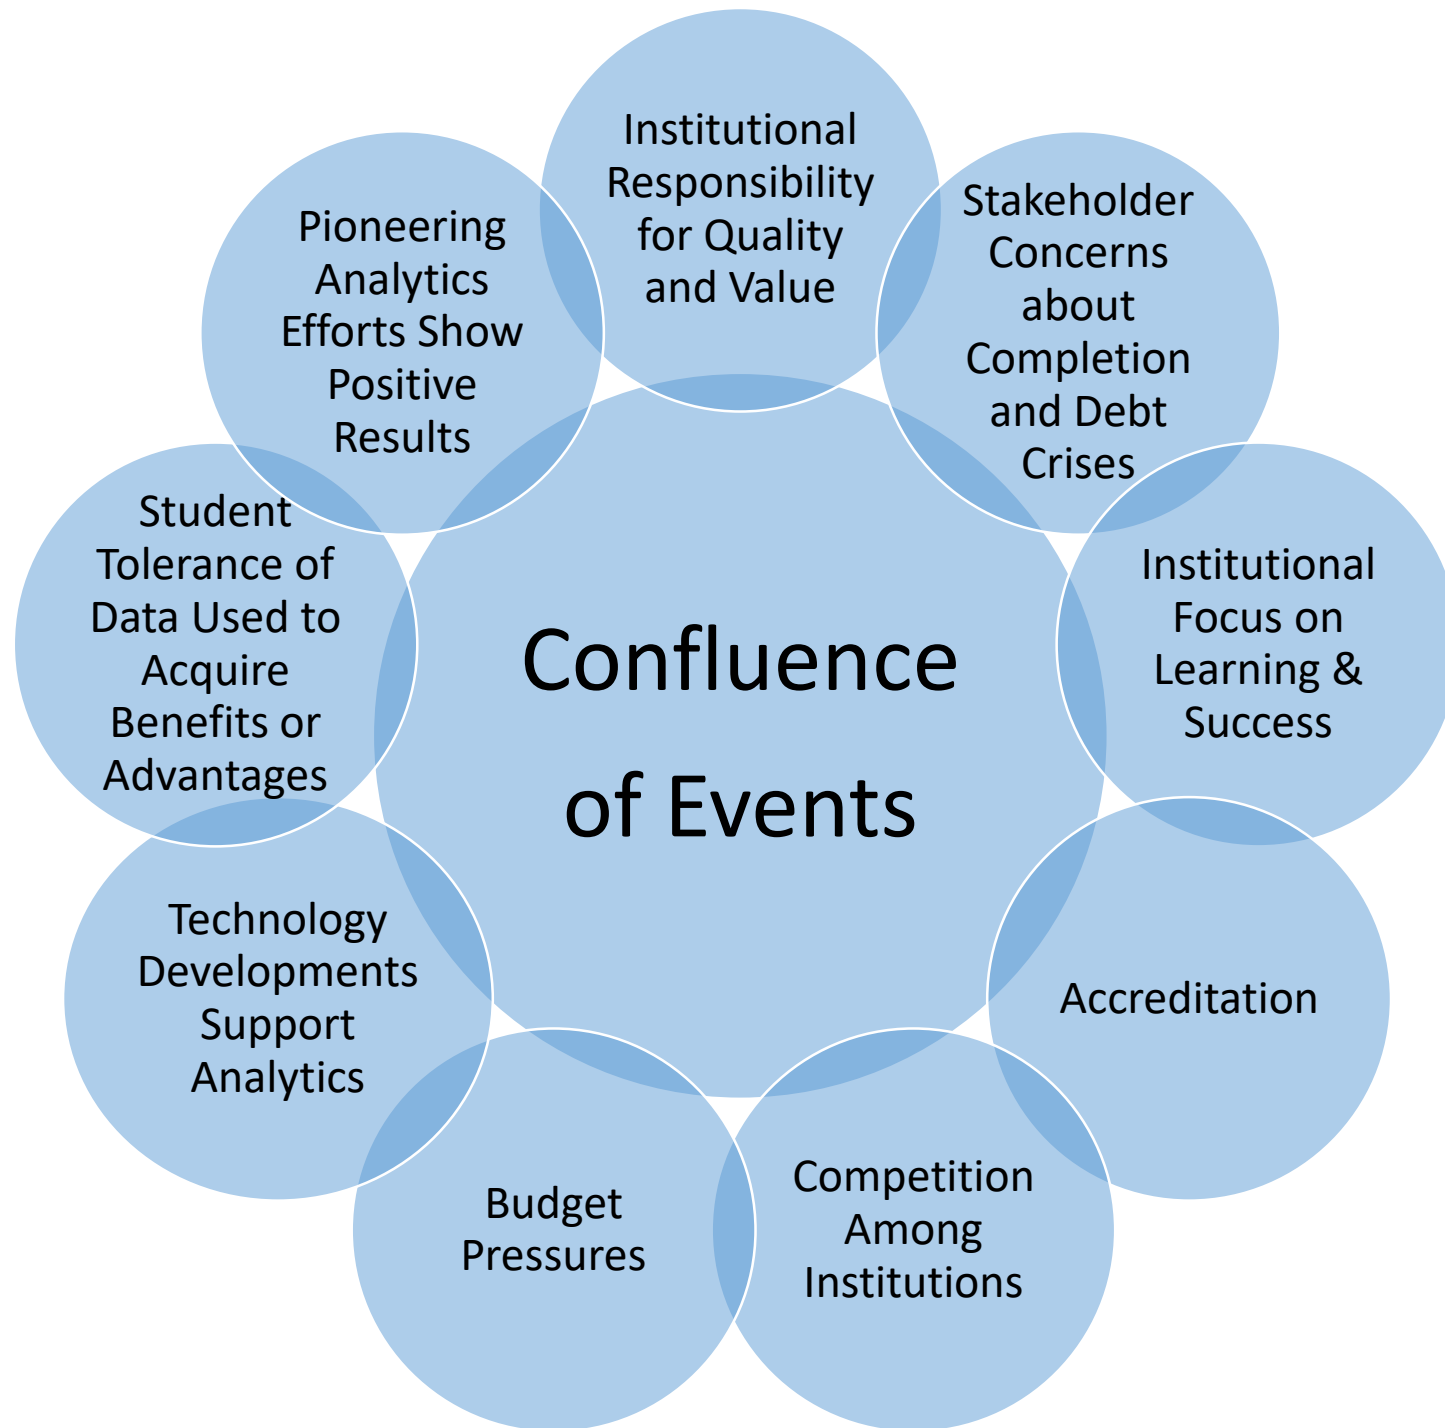 Institutional
Responsibility
for Quality
and Value
Stakeholder
Concerns
about
Completion
and Debt
Crises
Institutional
Focus on
Learning &
Success
Accreditation
Competition
Among
Institutions
Budget
Pressures
Technology
Developments
Support
Analytics
Student
Tolerance of
Data Used to
Acquire
Benefits or
Advantages
Pioneering
Analytics
Efforts Show
Positive
Results
Confluence
of Events